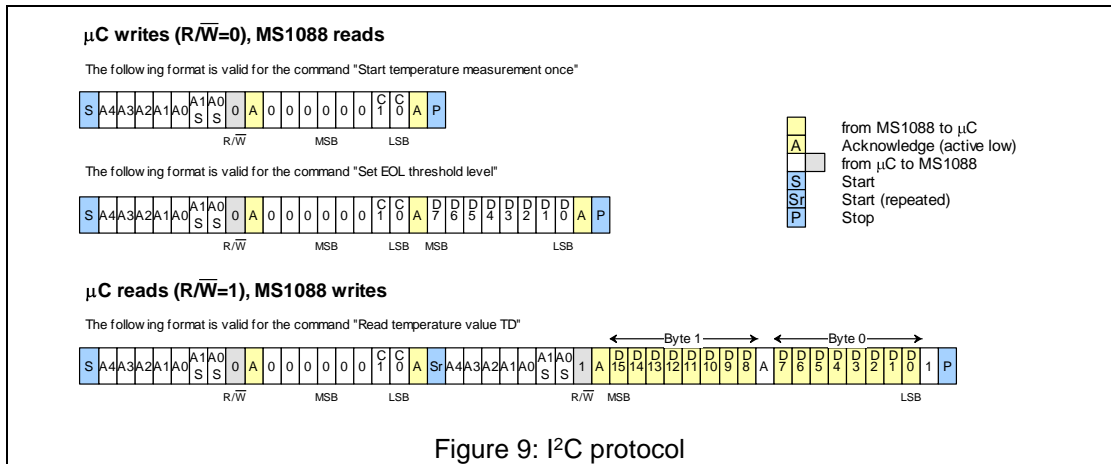 μC writes (R/W̅=0), MS1088 reads
The following format is valid for the command "Start temperature measurement once"
S A4 A3 A2 A1 A0 A1S A0S 0 A 0 0 0 0 0 0 C1 C0 A P
R/W̅ MSB LSB
from MS1088 to μC
A Acknowledge (active low)
from μC to MS1088
S Start
Sr Start (repeated)
P Stop
The following format is valid for the command "Set EOL threshold level"
S A4 A3 A2 A1 A0 A1S A0S 0 A 0 0 0 0 0 0 C1 C0 A D7 D6 D5 D4 D3 D2 D1 D0 A P
R/W̅ MSB LSB MSB LSB
μC reads (R/W̅=1), MS1088 writes
The following format is valid for the command "Read temperature value TD"
Byte 1 Byte 0
S A4 A3 A2 A1 A0 A1S A0S 0 A 0 0 0 0 0 0 C1 C0 A Sr A4 A3 A2 A1 A0 A1S A0S 1 A D15 D14 D13 D12 D11 D10 D9 D8 A D7 D6 D5 D4 D3 D2 D1 D0 1 P
R/W̅ MSB LSB R/W̅ MSB LSB
Figure 9: I²C protocol